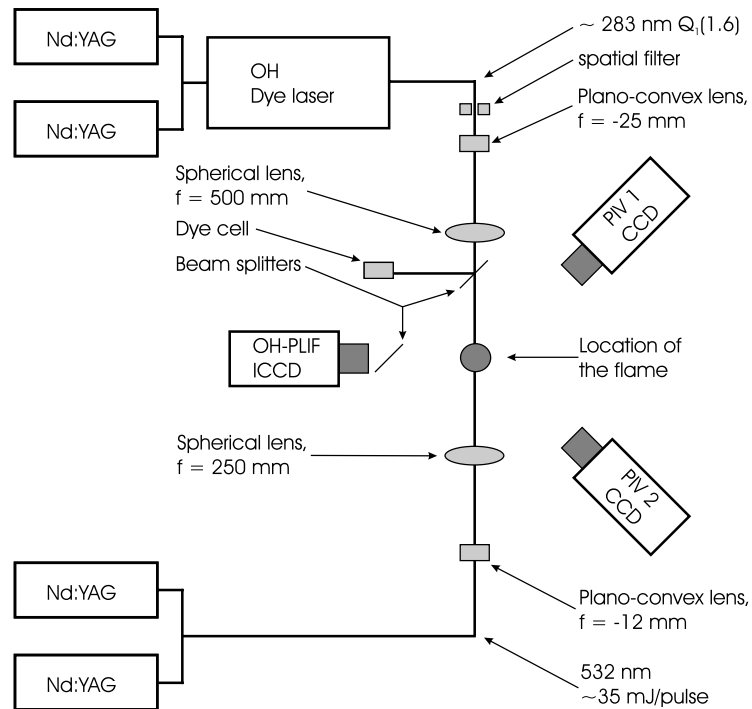 Nd:YAG
OH
Dye laser
Nd:YAG
~ 283 nm Q₁(1.6)
spatial filter
Plano-convex lens,
f = -25 mm
Spherical lens,
f = 500 mm
Dye cell
Beam splitters
PIV 1
CCD
OH-PLIF
ICCD
Location of
the flame
Spherical lens,
f = 250 mm
PIV 2
CCD
Nd:YAG
Plano-convex lens,
f = -12 mm
Nd:YAG
532 nm
~35 mJ/pulse